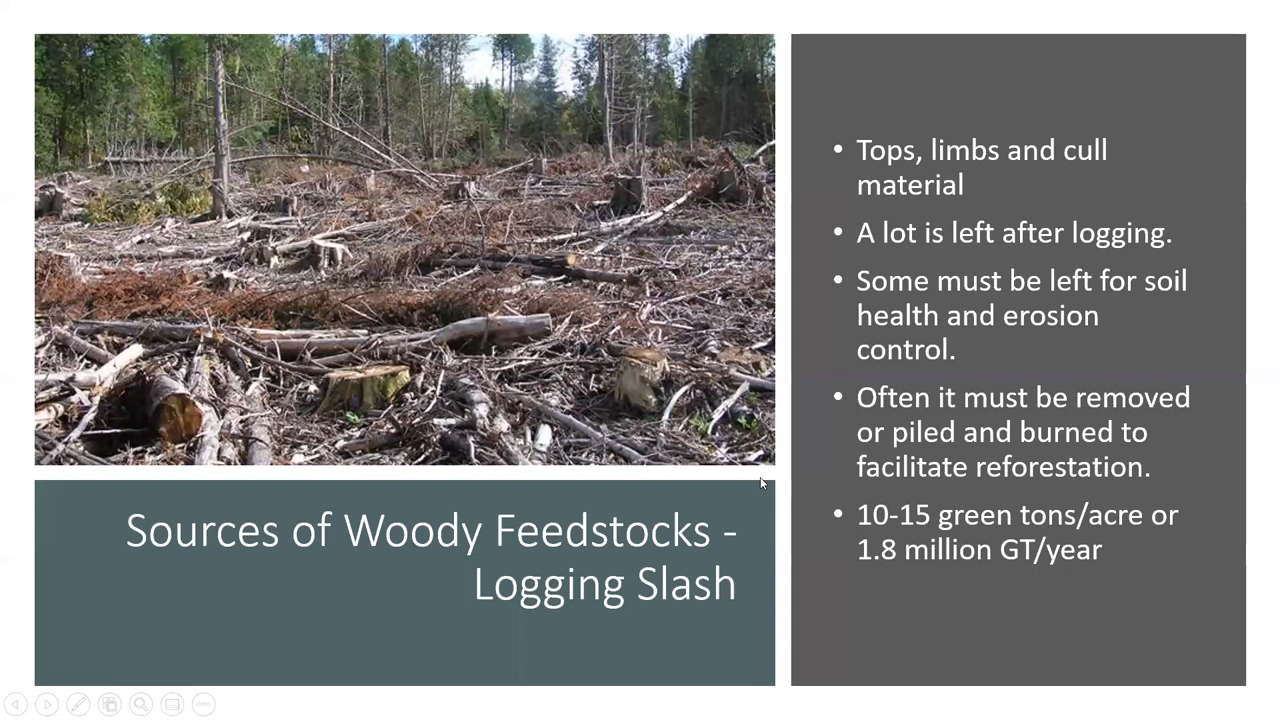 Sources of Woody Feedstocks -
Logging Slash
• Tops, limbs and cull
material
• A lot is left after logging.
• Some must be left for soil
health and erosion
control.
• Often it must be removed
or piled and burned to
facilitate reforestation.
• 10-15 green tons/acre or
1.8 million GT/year